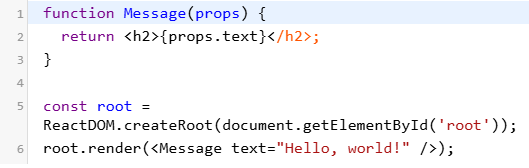 1 function Message(props) {
2   return <h2>{props.text}</h2>;
3 }
4
5 const root =
ReactDOM.createRoot(document.getElementById('root'));
6 root.render(<Message text="Hello, world!" />);